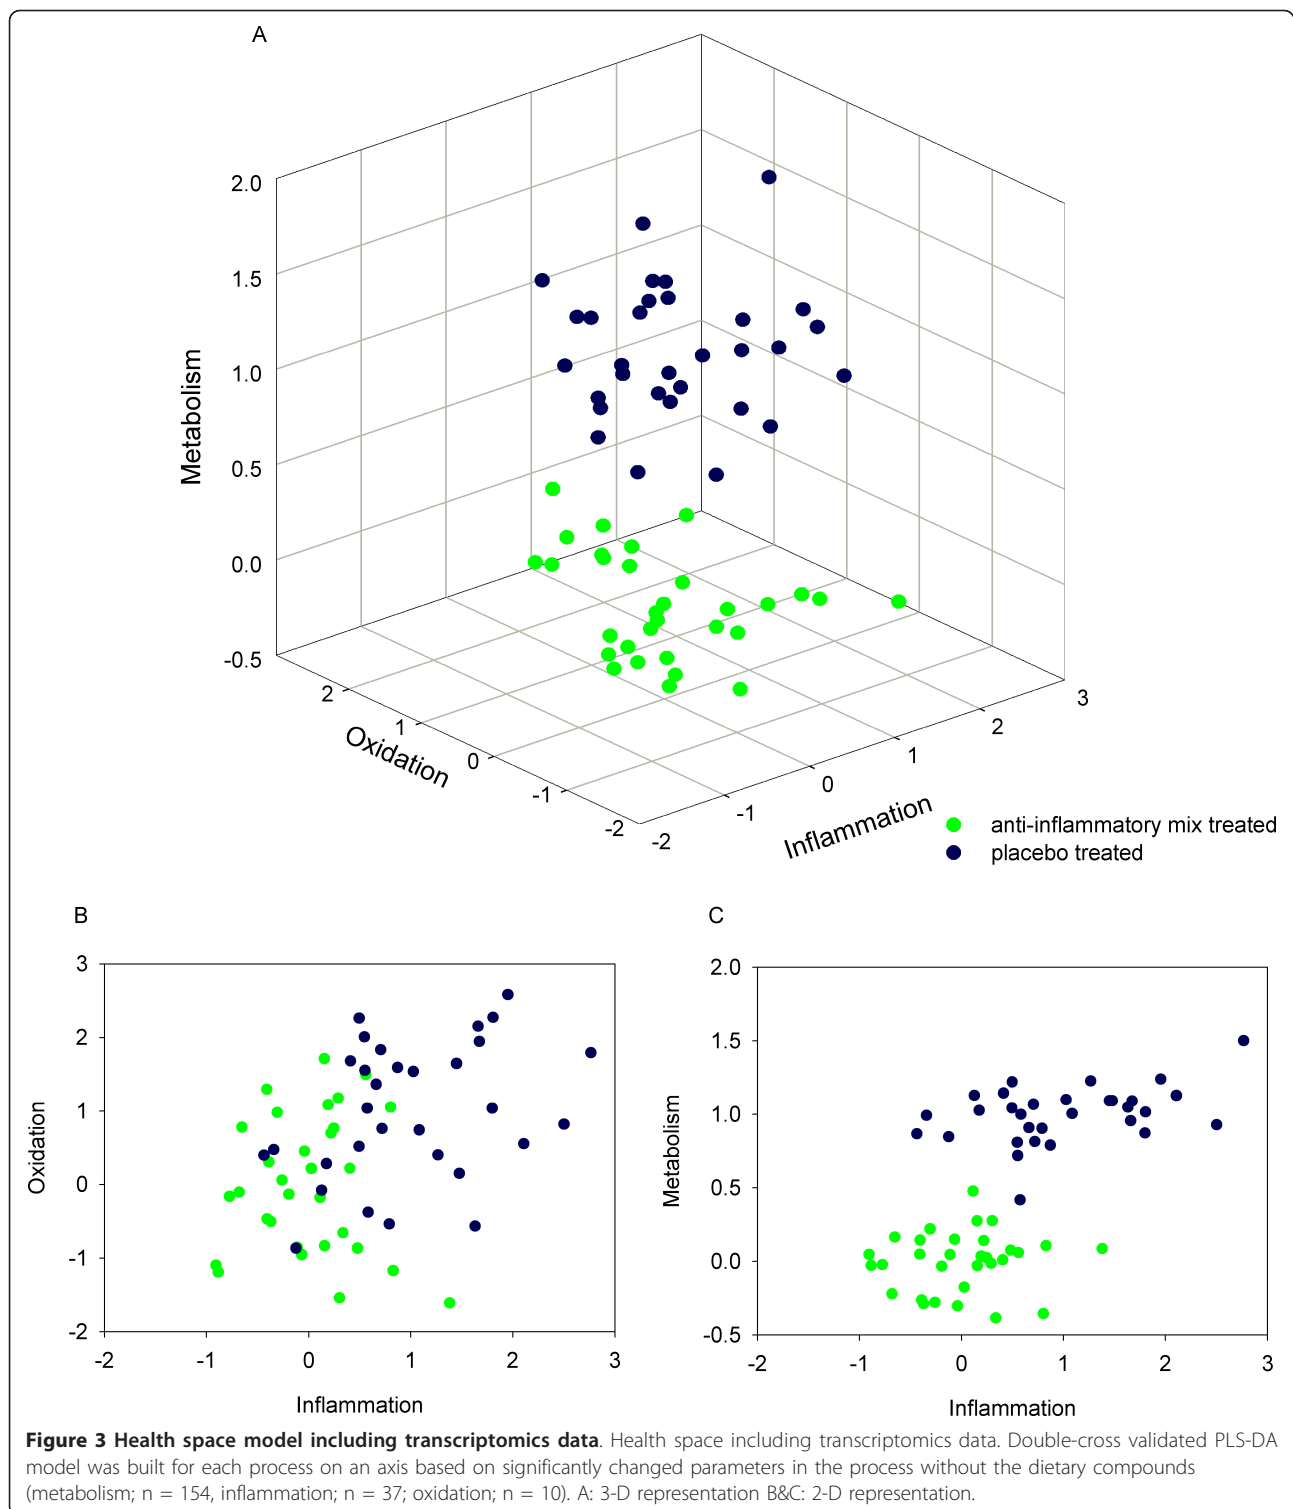 A
2.0
1.5
1.0
0.5
0.0
-0.5
Metabolism
2
1
0
-1
-2
Oxidation
-2
-1
0
1
2
3
Inflammation
anti-inflammatory mix treated
placebo treated
B
3
2
1
0
-1
-2
Oxidation
-2 -1 0 1 2 3
Inflammation
C
2.0
1.5
1.0
0.5
0.0
-0.5
Metabolism
-2 -1 0 1 2 3
Inflammation
Figure 3 Health space model including transcriptomics data. Health space including transcriptomics data. Double-cross validated PLS-DA
model was built for each process on an axis based on significantly changed parameters in the process without the dietary compounds
(metabolism; n = 154, inflammation; n = 37; oxidation; n = 10). A: 3-D representation B&C: 2-D representation.